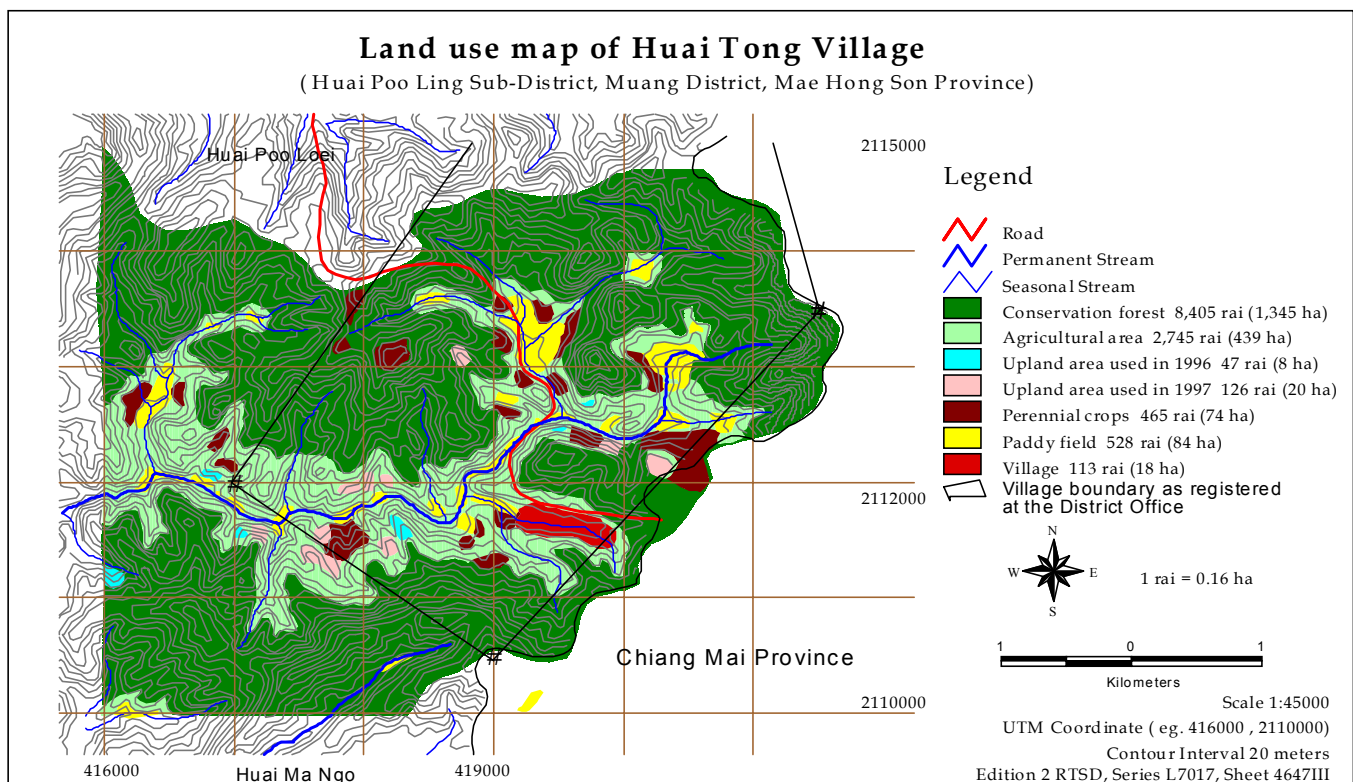 Land use map of Huai Tong Village
(Huai Poo Ling Sub-District, Muang District, Mae Hong Son Province)
Huai Poo Loei
2115000
Legend
Road
Permanent Stream
Seasonal Stream
Conservation forest 8,405 rai (1,345 ha)
Agricultural area 2,745 rai (439 ha)
Upland area used in 1996 47 rai (8 ha)
Upland area used in 1997 126 rai (20 ha)
Perennial crops 465 rai (74 ha)
Paddy field 528 rai (84 ha)
Village 113 rai (18 ha)
Village boundary as registered
at the District Office
2112000
N
W E
S
1 rai = 0.16 ha
#
#
#
Chiang Mai Province
1 0 1
Kilometers
2110000
Scale 1:45000
UTM Coordinate ( eg. 416000 , 2110000)
Contour Interval 20 meters
Edition 2 RTSD, Series L7017, Sheet 4647III
416000
Huai Ma Ngo
419000